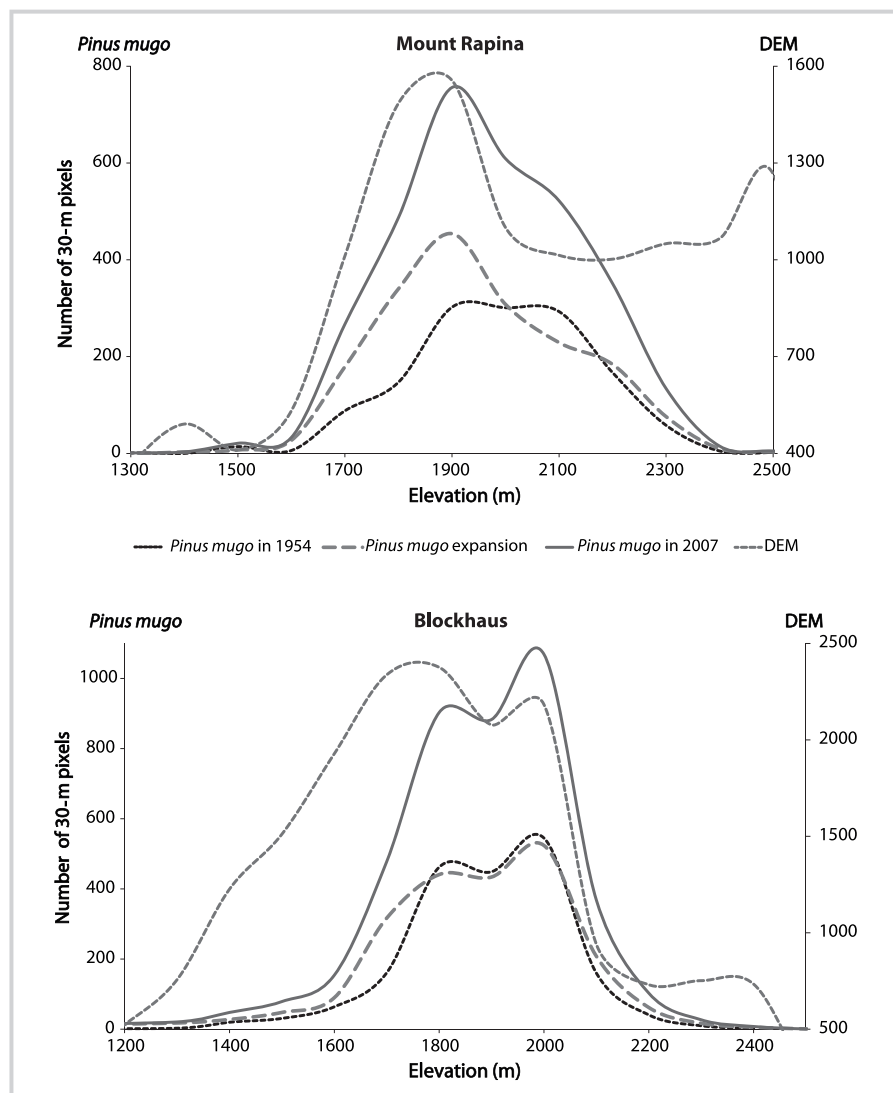 Pinus mugo Mount Rapina DEM
800 1600
600 1300
Number of 30-m pixels
400 1000
200 700
0 400
1300 1500 1700 1900 2100 2300 2500
Elevation (m)
Pinus mugo in 1954 Pinus mugo expansion Pinus mugo in 2007 DEM
Pinus mugo Blockhaus DEM
2500
1000
2000
800
Number of 30-m pixels
600 1500
400
1000
200
0 500
1200 1400 1600 1800 2000 2200 2400
Elevation (m)